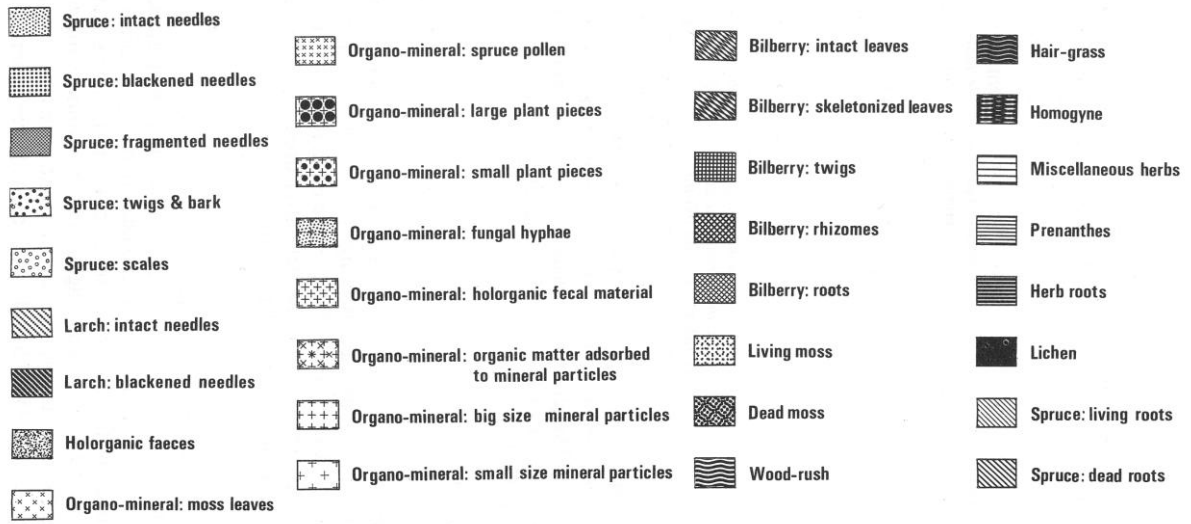 Spruce: intact needles
Spruce: blackened needles
Spruce: fragmented needles
Spruce: twigs & bark
Spruce: scales
Larch: intact needles
Larch: blackened needles
Holorganic faeces
Organo-mineral: moss leaves
Organo-mineral: spruce pollen
Organo-mineral: large plant pieces
Organo-mineral: small plant pieces
Organo-mineral: fungal hyphae
Organo-mineral: holorganic fecal material
Organo-mineral: organic matter adsorbed
to mineral particles
Organo-mineral: big size mineral particles
Organo-mineral: small size mineral particles
Bilberry: intact leaves
Bilberry: skeletonized leaves
Bilberry: twigs
Bilberry: rhizomes
Bilberry: roots
Living moss
Dead moss
Wood-rush
Hair-grass
Homogyne
Miscellaneous herbs
Prenanthes
Herb roots
Lichen
Spruce: living roots
Spruce: dead roots